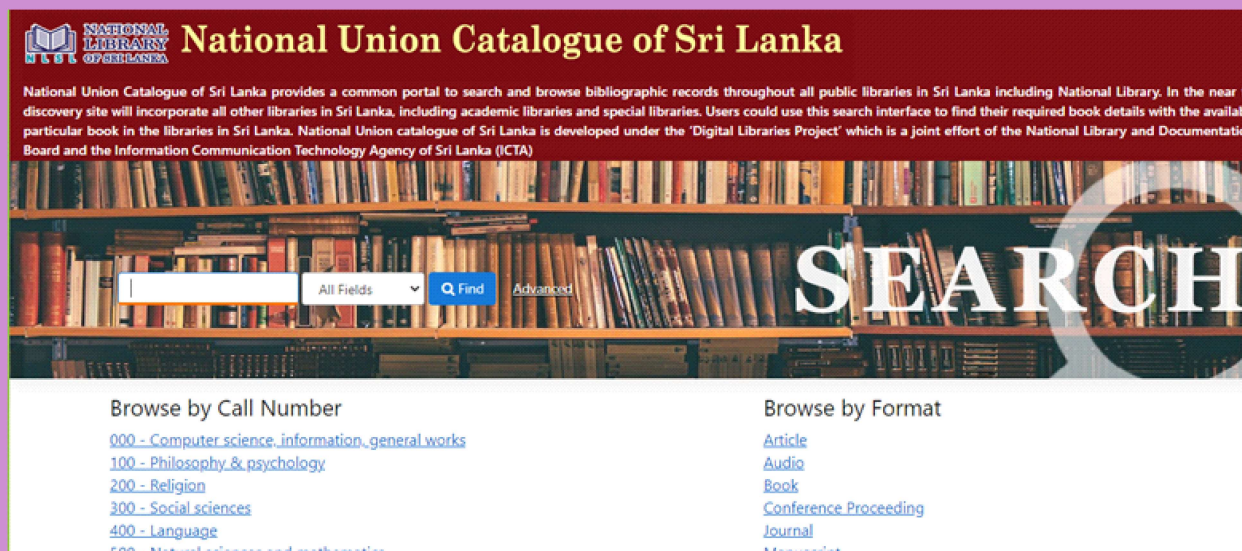 NATIONAL
LIBRARY
NLSL OF SRI LANKA
National Union Catalogue of Sri Lanka
National Union Catalogue of Sri Lanka provides a common portal to search and browse bibliographic records throughout all public libraries in Sri Lanka including National Library. In the near
discovery site will incorporate all other libraries in Sri Lanka, including academic libraries and special libraries. Users could use this search interface to find their required book details with the
particular book in the libraries in Sri Lanka. National Union catalogue of Sri Lanka is developed under the 'Digital Libraries Project' which is a joint effort of the National Library and
Board and the Information Communication Technology Agency of Sri Lanka (ICTA)
All Fields
Find
Advanced
SEARCH
Browse by Call Number
000 - Computer science, information, general works
100 - Philosophy & psychology
200 - Religion
300 - Social sciences
400 - Language
500 - Natural sciences and mathematics
Browse by Format
Article
Audio
Book
Conference Proceeding
Journal
Manuscript